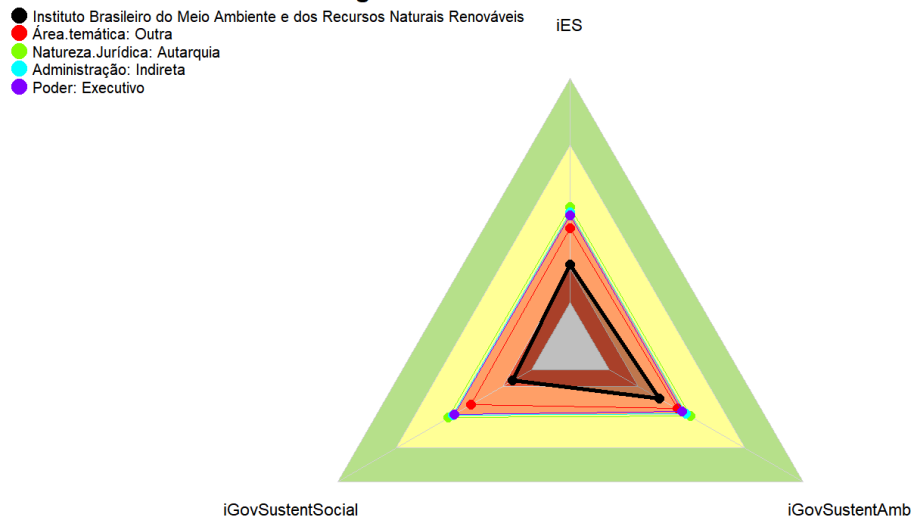 Instituto Brasileiro do Meio Ambiente e dos Recursos Naturais Renováveis
Área.temática: Outra
Natureza.Jurídica: Autarquia
Administração: Indireta
Poder: Executivo
iES
iGovSustentSocial
iGovSustentAmb